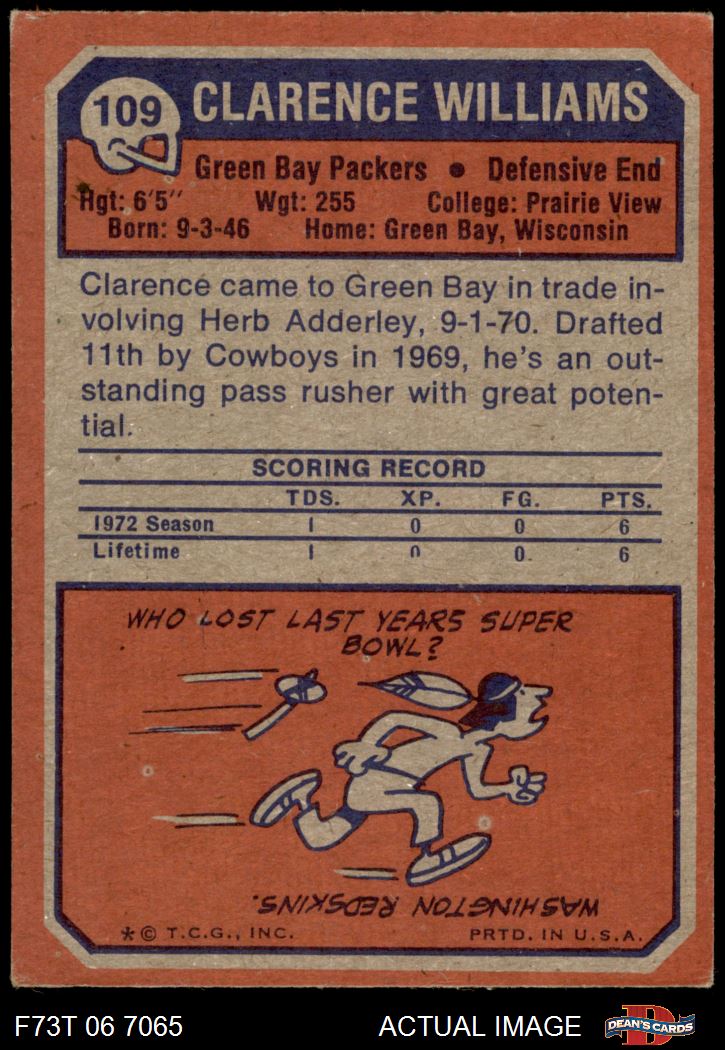 109
CLARENCE WILLIAMS
Green Bay Packers • Defensive End
Hgt: 6'5" Wgt: 255 College: Prairie View
Born: 9-3-46 Home: Green Bay, Wisconsin
Clarence came to Green Bay in trade in-
volving Herb Adderley, 9-1-70. Drafted
11th by Cowboys in 1969, he's an out-
standing pass rusher with great poten-
tial.
SCORING RECORD
TDS. XP. FG. PTS.
1972 Season 1 0 0 6
Lifetime 1 0 0 6
WHO LOST LAST YEARS SUPER
BOWL?
WASHINGTON REDSKINS.
*© T.C.G., INC. PRTD. IN U.S.A.
F73T 06 7065 ACTUAL IMAGE
D
DEAN'S CARDS